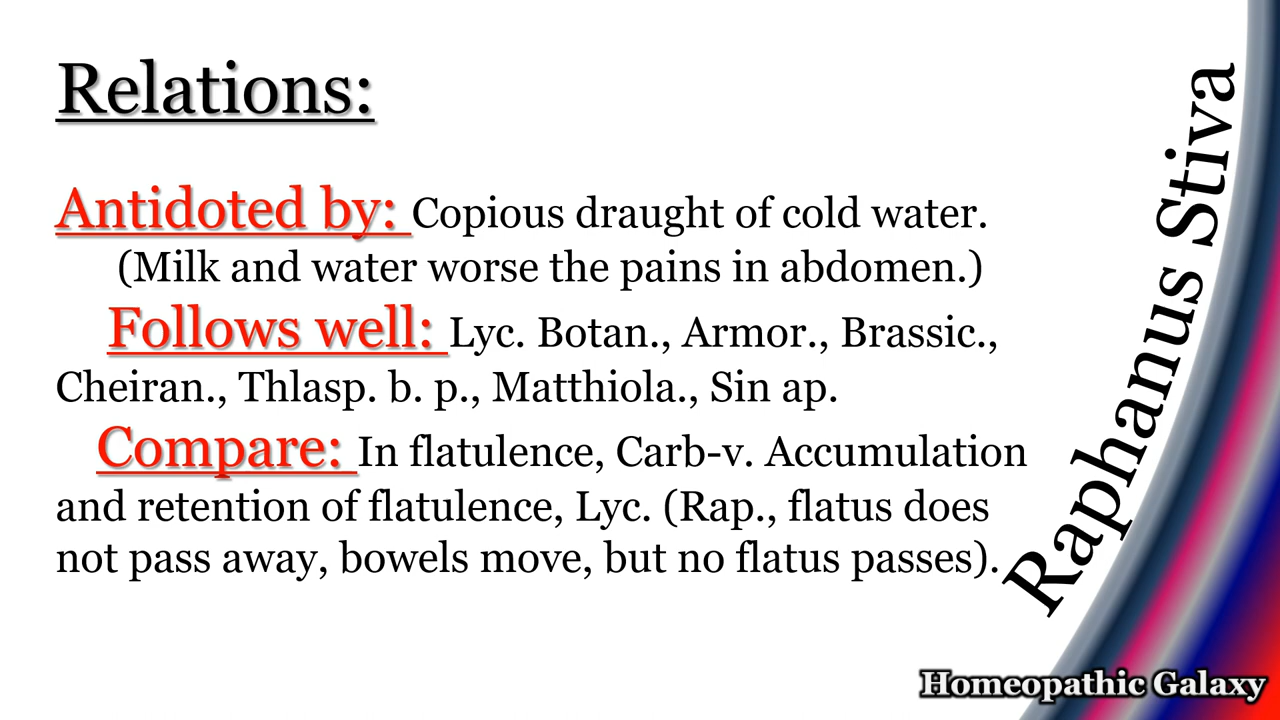 Relations:
Antidoted by: Copious draught of cold water.
(Milk and water worse the pains in abdomen.)
Follows well: Lyc. Botan., Armor., Brassic.,
Cheiran., Thlasp. b. p., Matthiola., Sin ap.
Compare: In flatulence, Carb-v. Accumulation
and retention of flatulence, Lyc. (Rap., flatus does
not pass away, bowels move, but no flatus passes).
Raphanus Stiva
Homeopathic Galaxy